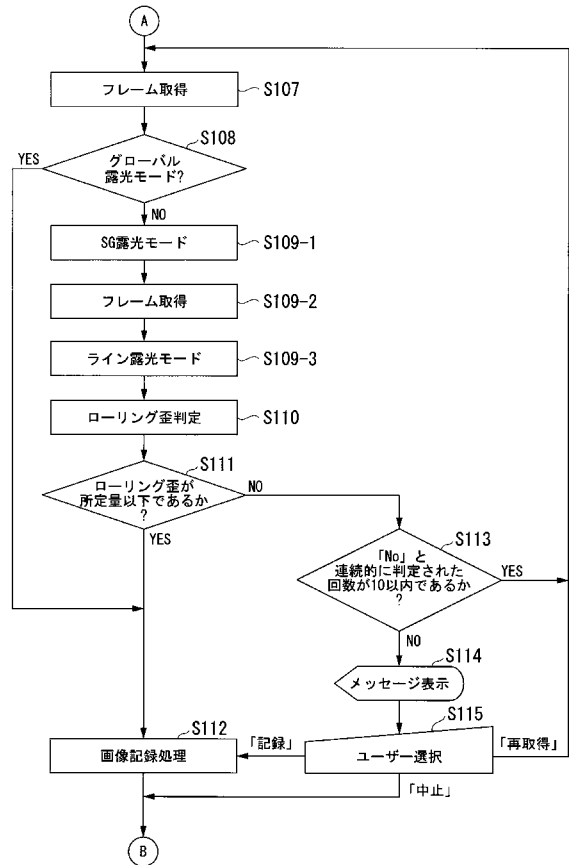 A
フレーム取得
S107
S108
YES
グローバル
露光モード?
NO
SG露光モード
S109-1
フレーム取得
S109-2
ライン露光モード
S109-3
ローリング歪判定
S110
S111
ローリング歪が
所定量以下であるか
?
NO
YES
S113
「No」と
連続的に判定された
回数が10以内であるか
?
YES
NO
S114
メッセージ表示
S115
ユーザー選択
「再取得」
「記録」
S112
画像記録処理
「中止」
B